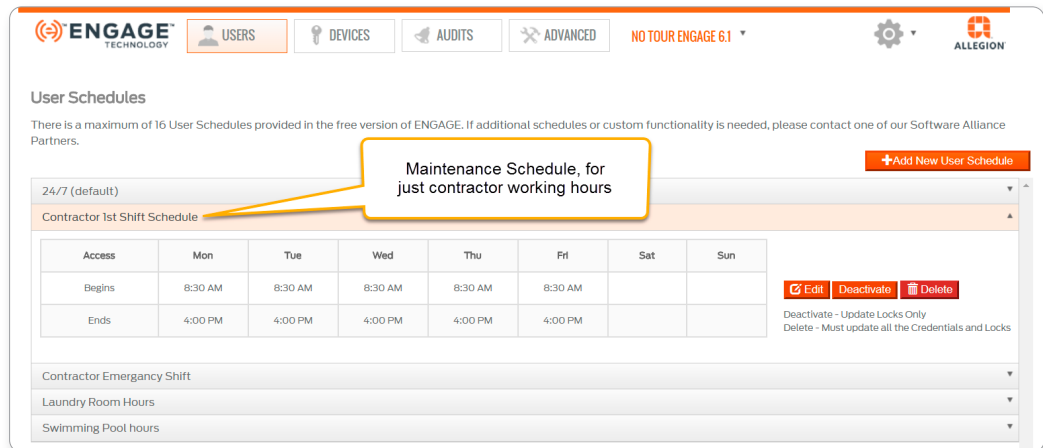 ENGAGE™
TECHNOLOGY
USERS
DEVICES
AUDITS
ADVANCED
NO TOUR ENGAGE 6.1
ALLEGION
User Schedules
There is a maximum of 16 User Schedules provided in the free version of ENGAGE. If additional schedules or custom functionality is needed, please contact one of our Software Alliance
Partners.
Add New User Schedule
Maintenance Schedule, for
just contractor working hours
24/7 (default)
Contractor 1st Shift Schedule
Access Mon Tue Wed Thu Fri Sat Sun
Begins 8:30 AM 8:30 AM 8:30 AM 8:30 AM 8:30 AM
Ends 4:00 PM 4:00 PM 4:00 PM 4:00 PM 4:00 PM
Edit Deactivate Delete
Deactivate - Update Locks Only
Delete - Must update all the Credentials and Locks
Contractor Emergancy Shift
Laundry Room Hours
Swimming Pool hours